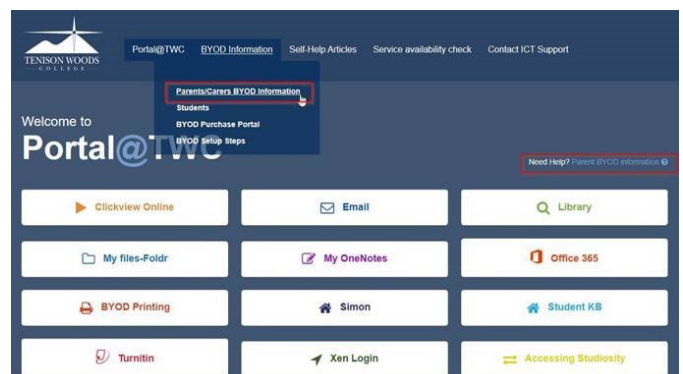 TENISON WOODS
COLLEGE
Portal@TWC BYOD Information Self-Help Articles Service availability check Contact ICT Support
Parents/Carers BYOD Information
Students
BYOD Purchase Portal
BYOD Setup Steps
Welcome to
Portal@TWC
Need Help? Parent BYOD information
Clickview Online Email Library
My files-Foldr My OneNotes Office 365
BYOD Printing Simon Student KB
Turnitin Xen Login Accessing Studiosity